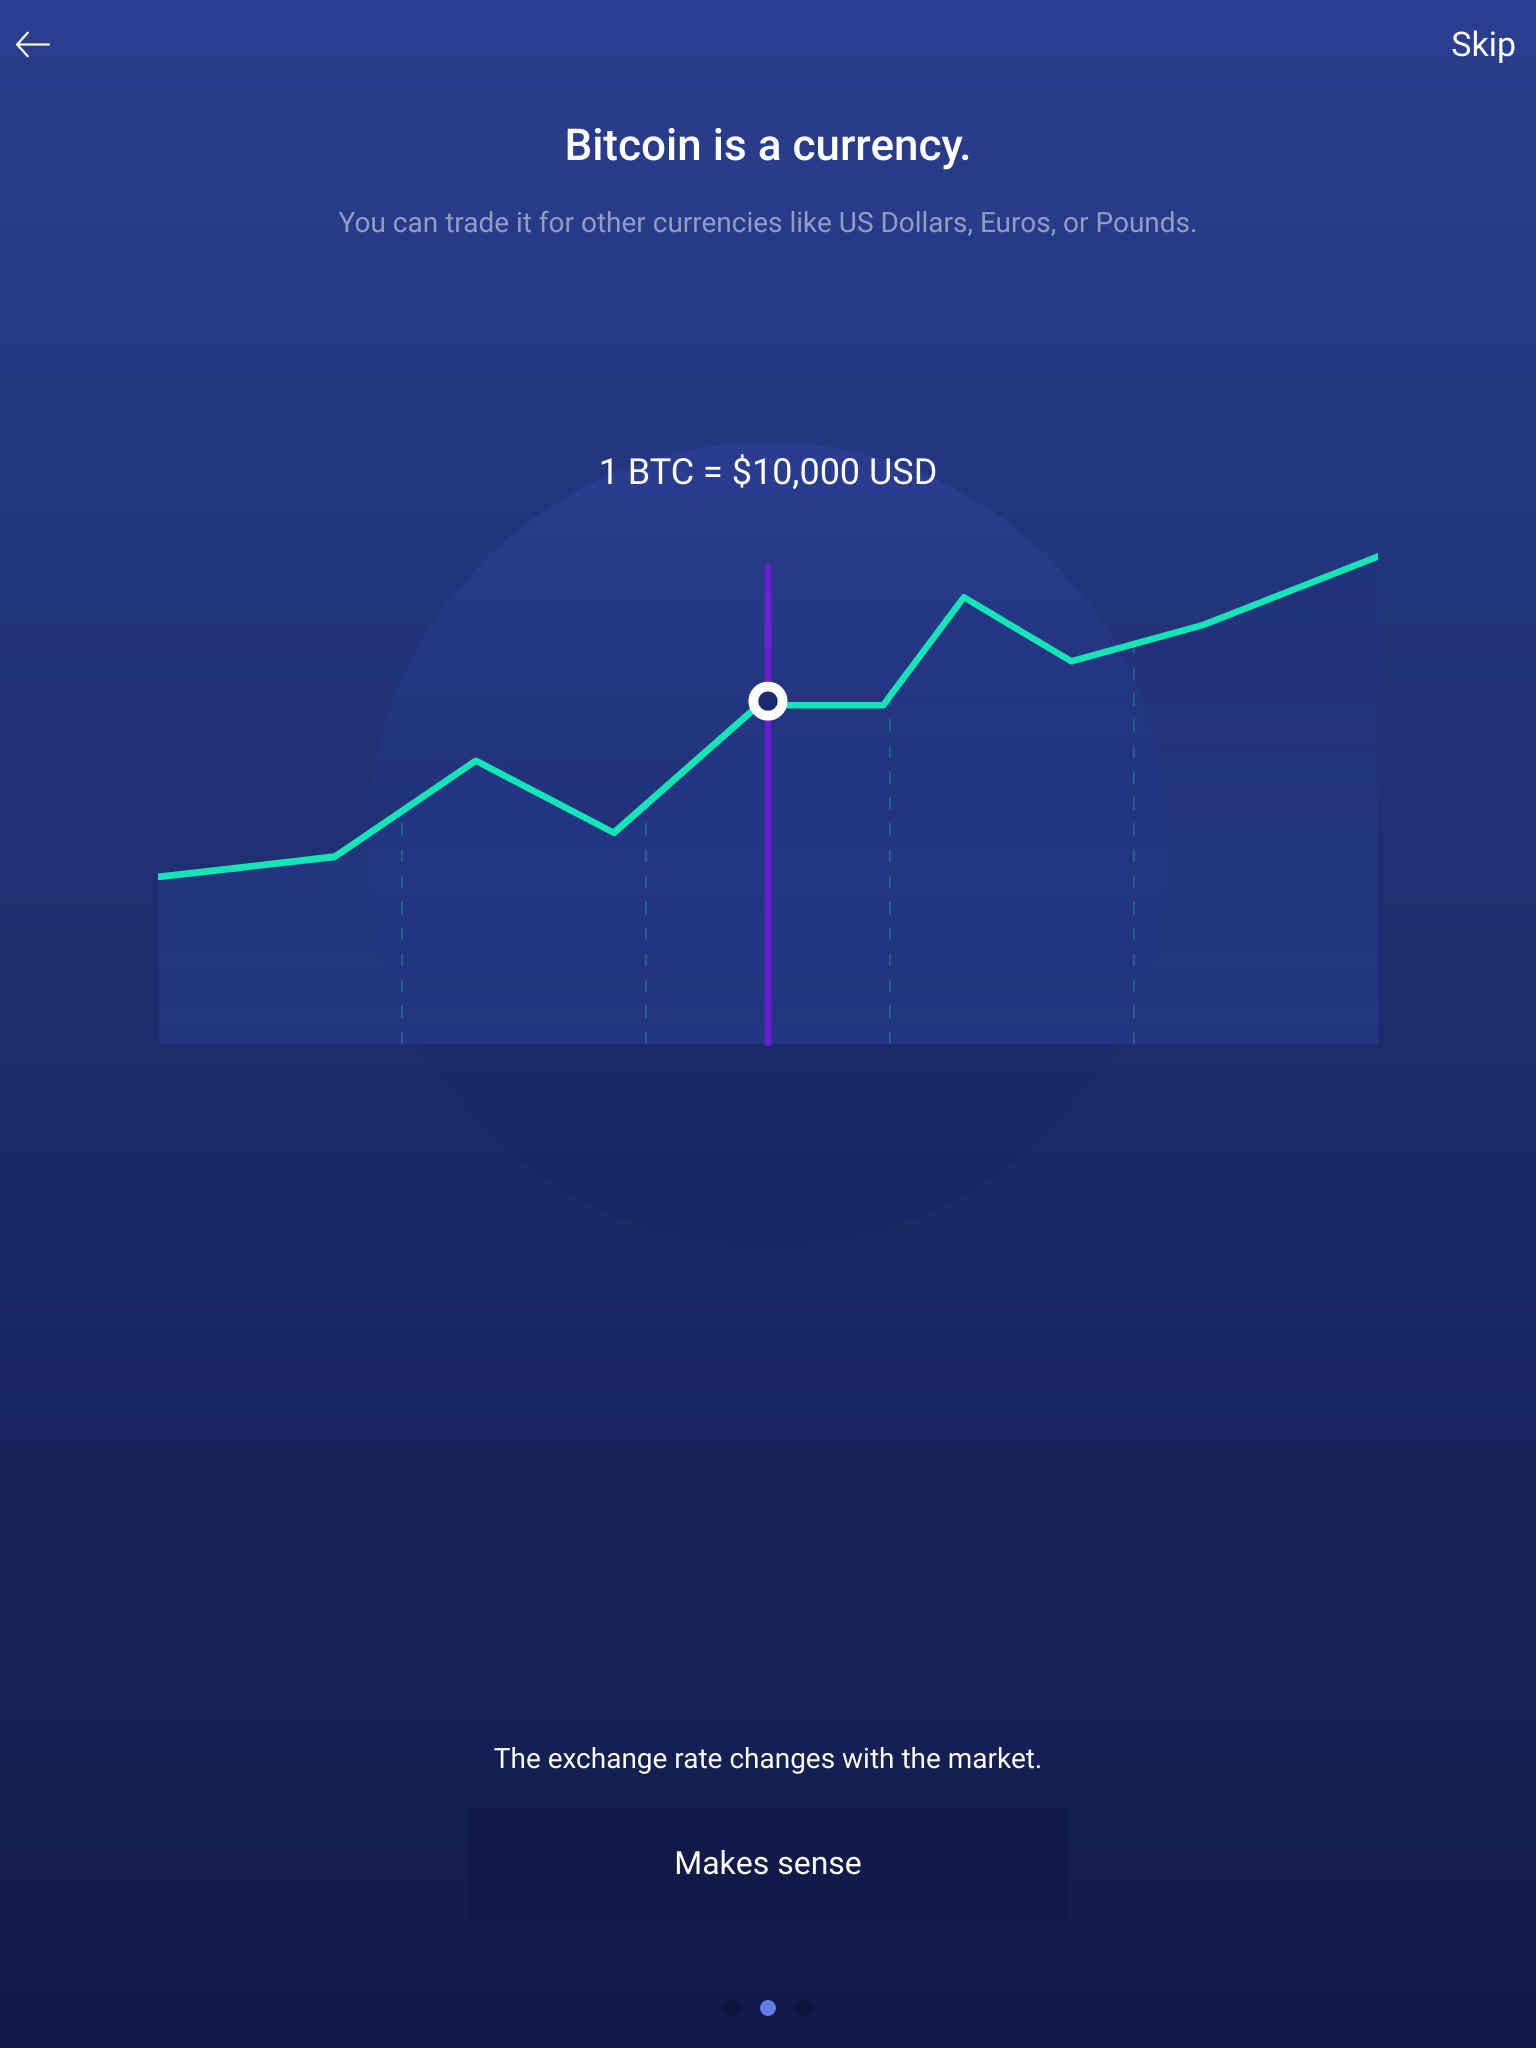 Skip
Bitcoin is a currency.
You can trade it for other currencies like US Dollars, Euros, or Pounds.
1 BTC = $10,000 USD
The exchange rate changes with the market.
Makes sense